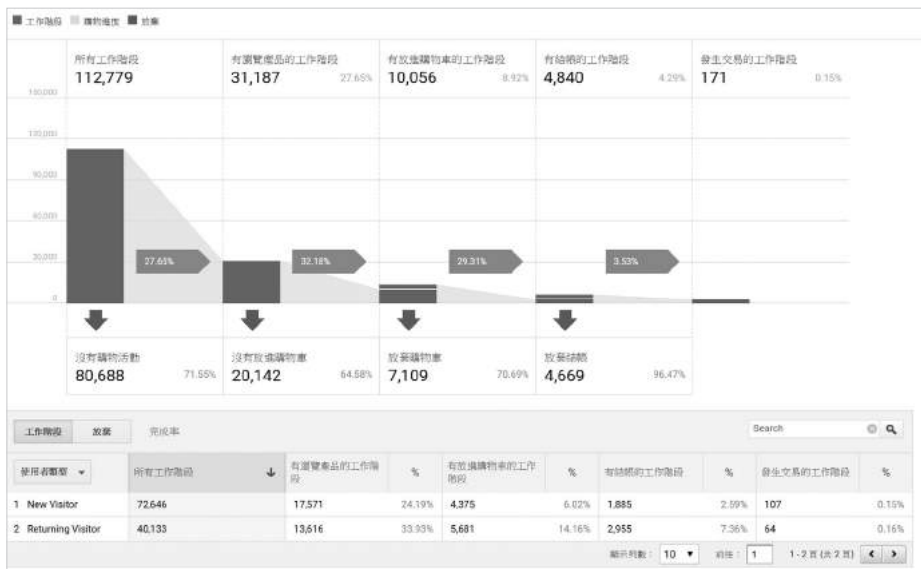 工作階段 購物進度 放棄
所有工作階段
112,779
有瀏覽產品的工作階段
31,187 27.65%
有放進購物車的工作階段
10,056 8.92%
有結帳的工作階段
4,840 4.29%
發生交易的工作階段
171 0.15%
150,000
120,000
90,000
60,000
30,000
0
27.65% 32.18% 29.31% 3.53%
沒有購物活動
80,688 71.55%
沒有放進購物車
20,142 64.58%
放棄購物車
7,109 70.69%
放棄結帳
4,669 96.47%
工作階段 放棄 完成率 Search
使用者類型 所有工作階段 有瀏覽產品的工作階段 % 有放進購物車的工作階段 % 有結帳的工作階段 % 發生交易的工作階段 %
1 New Visitor 72,646 17,571 24.19% 4,375 6.02% 1,885 2.59% 107 0.15%
2 Returning Visitor 40,133 13,616 33.93% 5,681 14.16% 2,955 7.36% 64 0.16%
顯示列數： 10 前往： 1 1 - 2 頁 (共 2 頁)